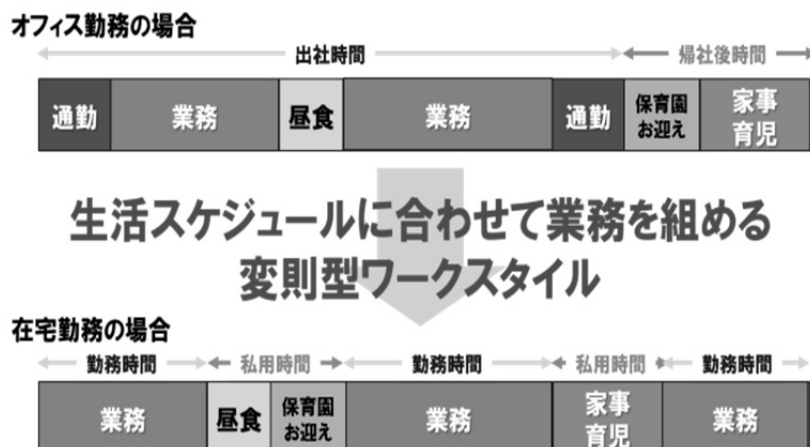 オフィス勤務の場合
出社時間 帰社後時間
通勤 業務 昼食 業務 通勤 保育園 家事
お迎え 育児
生活スケジュールに合わせて業務を組める
変則型ワークスタイル
在宅勤務の場合
勤務時間 私用時間 勤務時間 私用時間 勤務時間
業務 昼食 保育園 業務 家事 業務
お迎え 育児